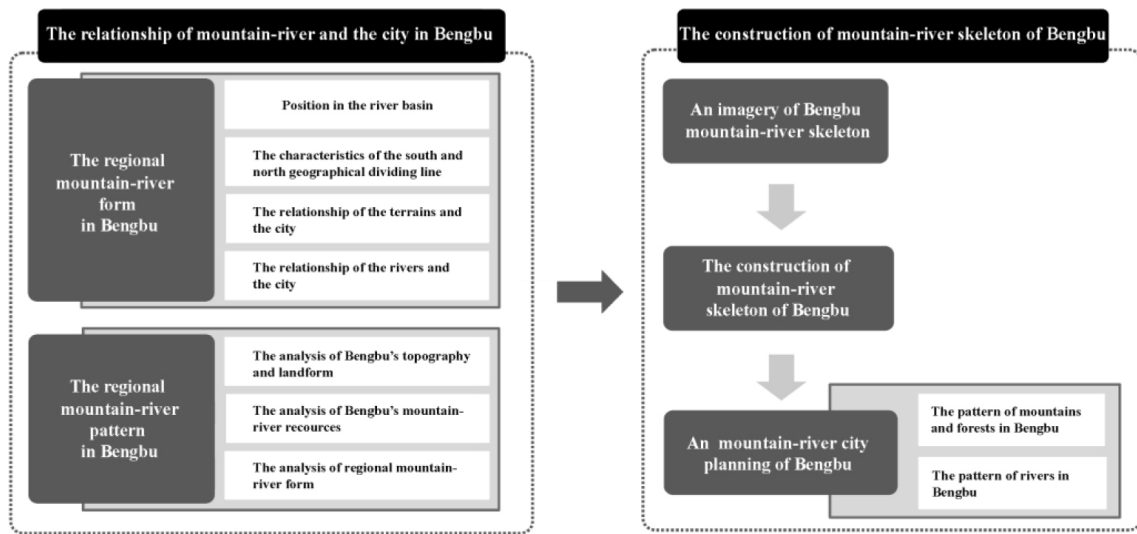 The relationship of mountain-river and the city in Bengbu
The regional
mountain-river
form
in Bengbu
Position in the river basin
The characteristics of the south and
north geographical dividing line
The relationship of the terrains and
the city
The relationship of the rivers and
the city
The regional
mountain-river
pattern
in Bengbu
The analysis of Bengbu's topography
and landform
The analysis of Bengbu's mountain-
river recources
The analysis of regional mountain-
river form
The construction of mountain-river skeleton of Bengbu
An imagery of Bengbu
mountain-river skeleton
The construction of
mountain-river
skeleton of Bengbu
An mountain-river city
planning of Bengbu
The pattern of mountains
and forests in Bengbu
The pattern of rivers in
Bengbu